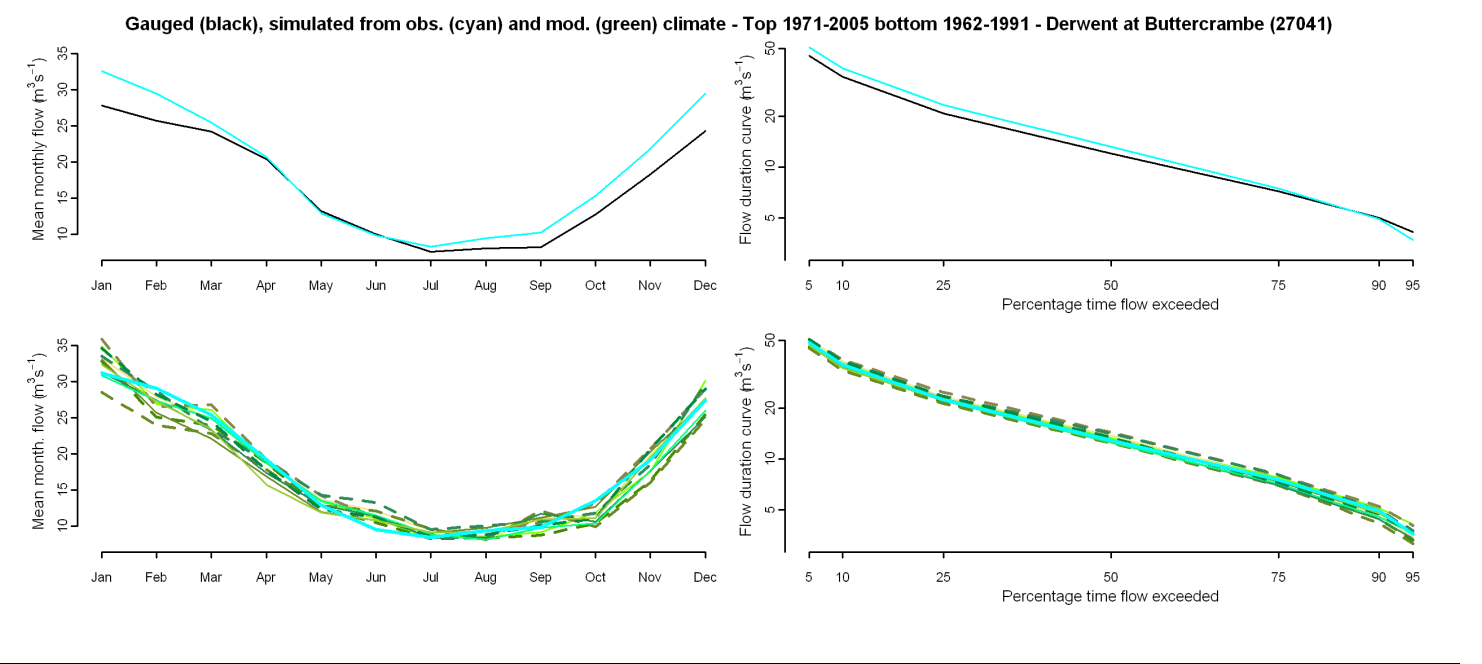 Gauged (black), simulated from obs. (cyan) and mod. (green) climate - Top 1971-2005 bottom 1962-1991 - Derwent at Buttercrambe (27041)
Mean monthly flow (m³s⁻¹)
35
30
25
20
15
10
Jan Feb Mar Apr May Jun Jul Aug Sep Oct Nov Dec
Flow duration curve (m³s⁻¹)
50
20
10
5
5 10 25 50 75 90 95
Percentage time flow exceeded
Mean month. flow (m³s⁻¹)
35
30
25
20
15
10
Jan Feb Mar Apr May Jun Jul Aug Sep Oct Nov Dec
Flow duration curve (m³s⁻¹)
50
20
10
5
5 10 25 50 75 90 95
Percentage time flow exceeded